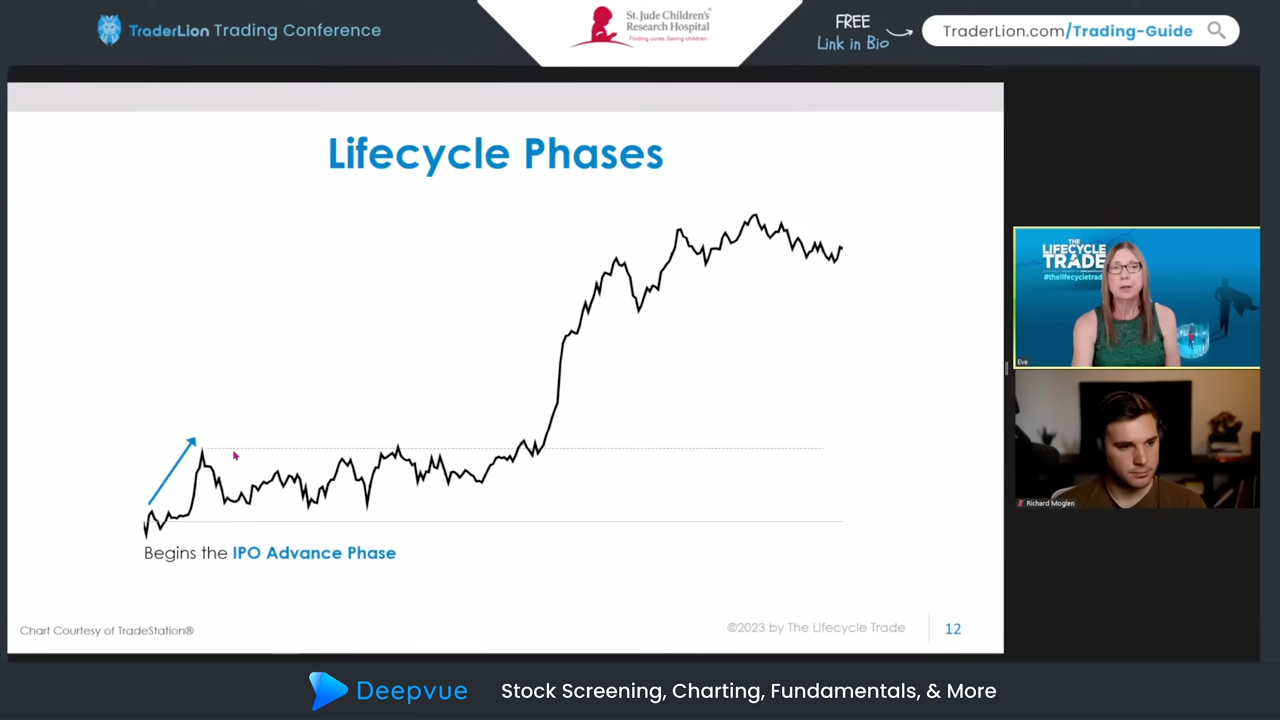 TraderLion Trading Conference
St. Jude Children's
Research Hospital
Finding cures. Saving children.
FREE
Link in Bio
TraderLion.com/Trading-Guide
Lifecycle Phases
THE
LIFECYCLE
TRADE
#thelifecycletrad
Eve
Richard Moglen
Begins the IPO Advance Phase
Chart Courtesy of TradeStation®
©2023 by The Lifecycle Trade
12
Deepvue
Stock Screening, Charting, Fundamentals, & More